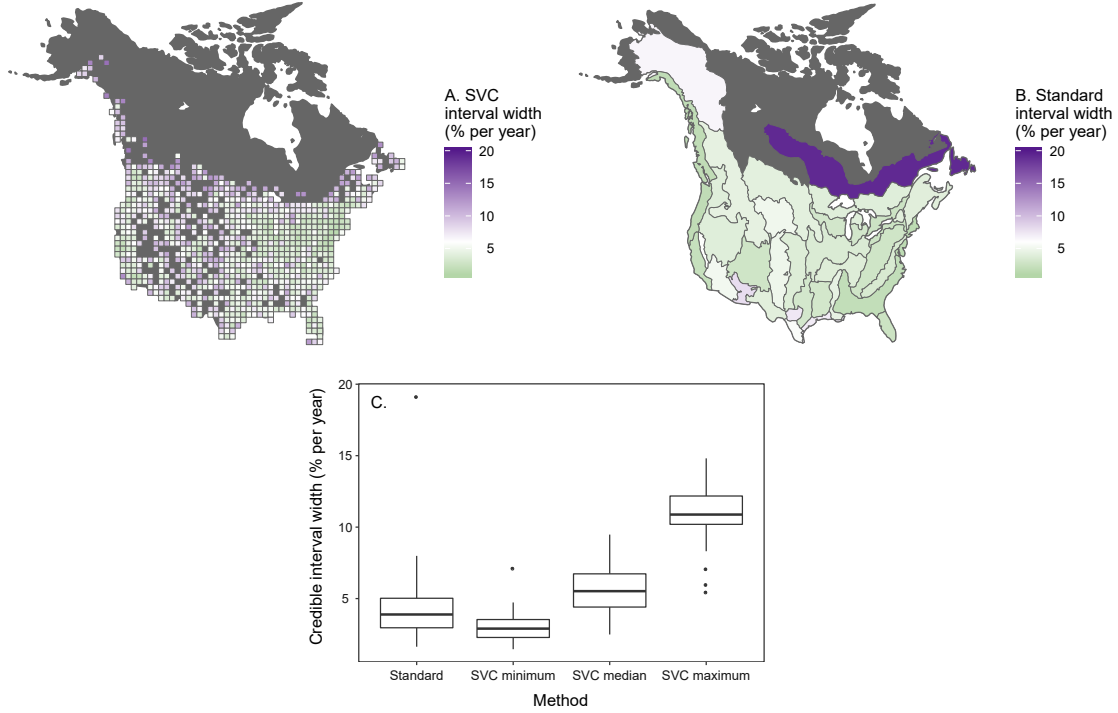 A. SVC
interval width
(% per year)
20
15
10
5
B. Standard
interval width
(% per year)
20
15
10
5
C.
Credible interval width (% per year)
20
15
10
5
Standard
SVC minimum
SVC median
SVC maximum
Method